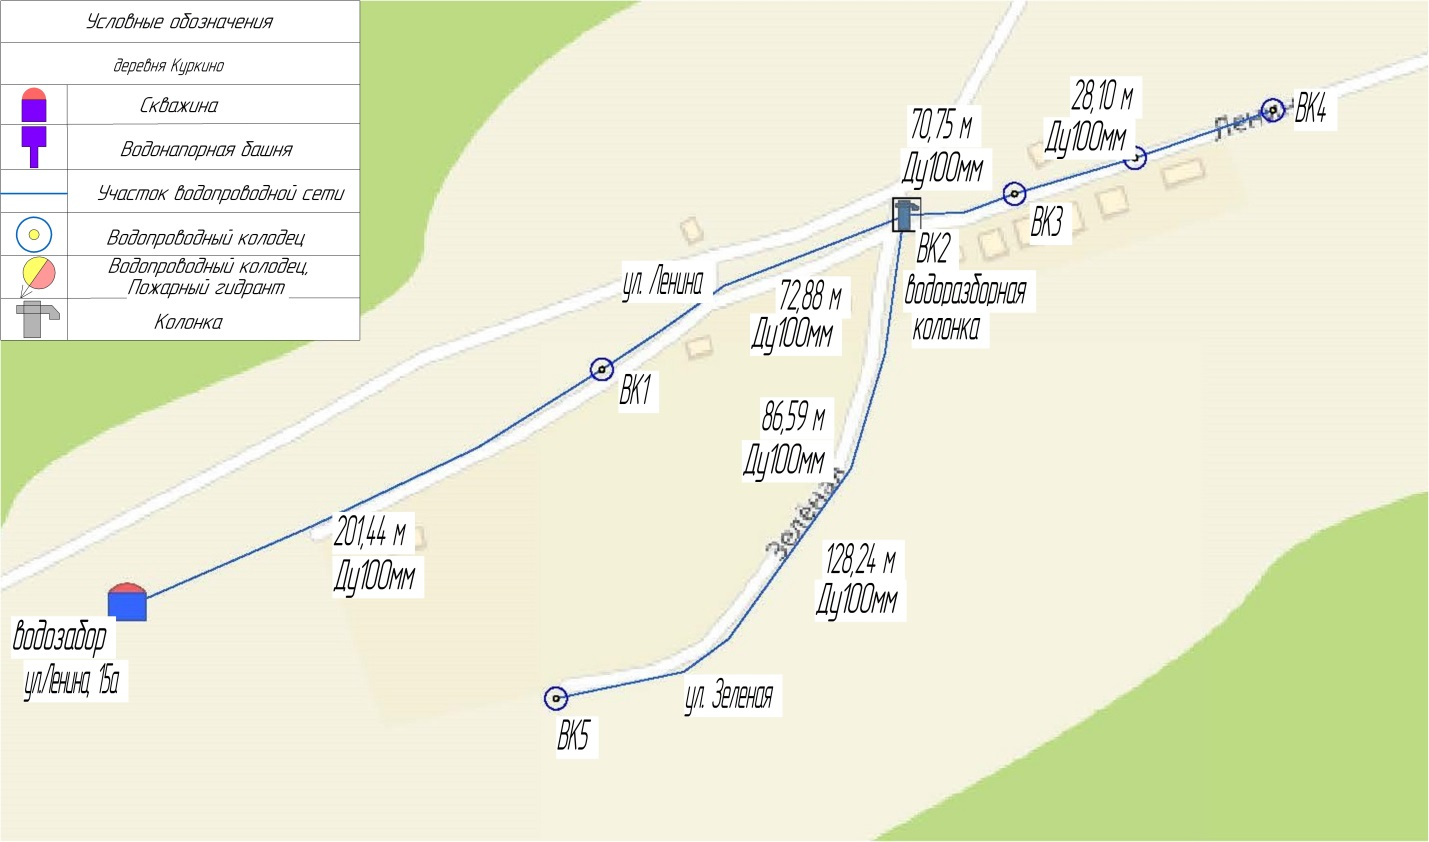 Условные обозначения
деревня Куркино
Скважина
Водонапорная башня
Участок водопроводной сети
Водопроводный колодец
Водопроводный колодец,
Пожарный гидрант
Колонка
70,75 м
Ду100мм
28,10 м
Ду100мм
ВК4
ВК3
ВК2
водоразборная
колонка
ул. Ленина
72,88 м
Ду100мм
ВК1
86,59 м
Ду100мм
Зелёная
201,44 м
Ду100мм
128,24 м
Ду100мм
водозабор
ул.Ленина, 15а
ул. Зеленая
ВК5